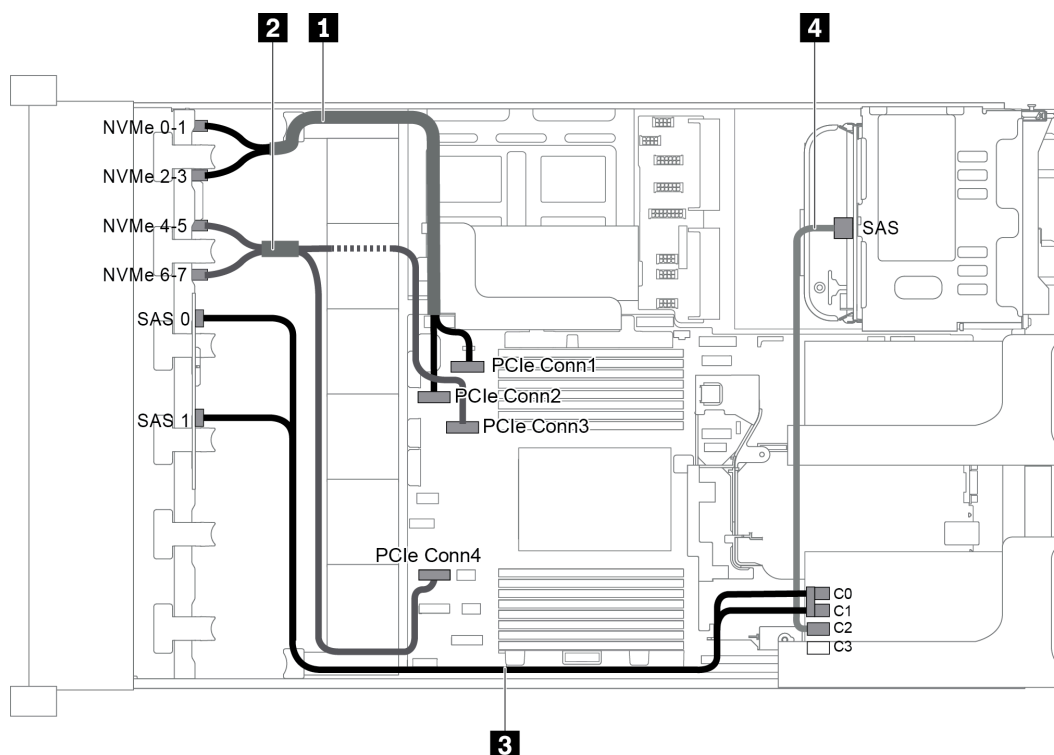 2
1
4
NVMe 0-1
NVMe 2-3
NVMe 4-5
SAS
NVMe 6-7
SAS 0
PCIe Conn1
PCIe Conn2
SAS 1
PCIe Conn3
PCIe Conn4
C0
C1
C2
C3
3